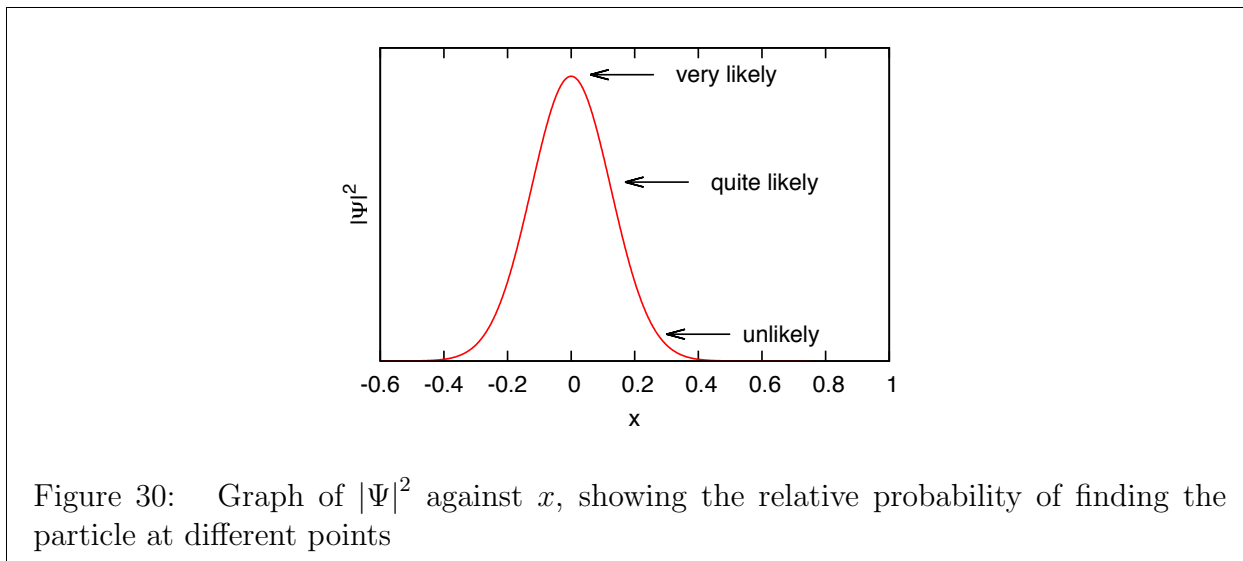 very likely
quite likely
|Ψ|²
unlikely
-0.6 -0.4 -0.2 0 0.2 0.4 0.6 0.8 1
x
Figure 30: Graph of |Ψ|² against x, showing the relative probability of finding the
particle at different points